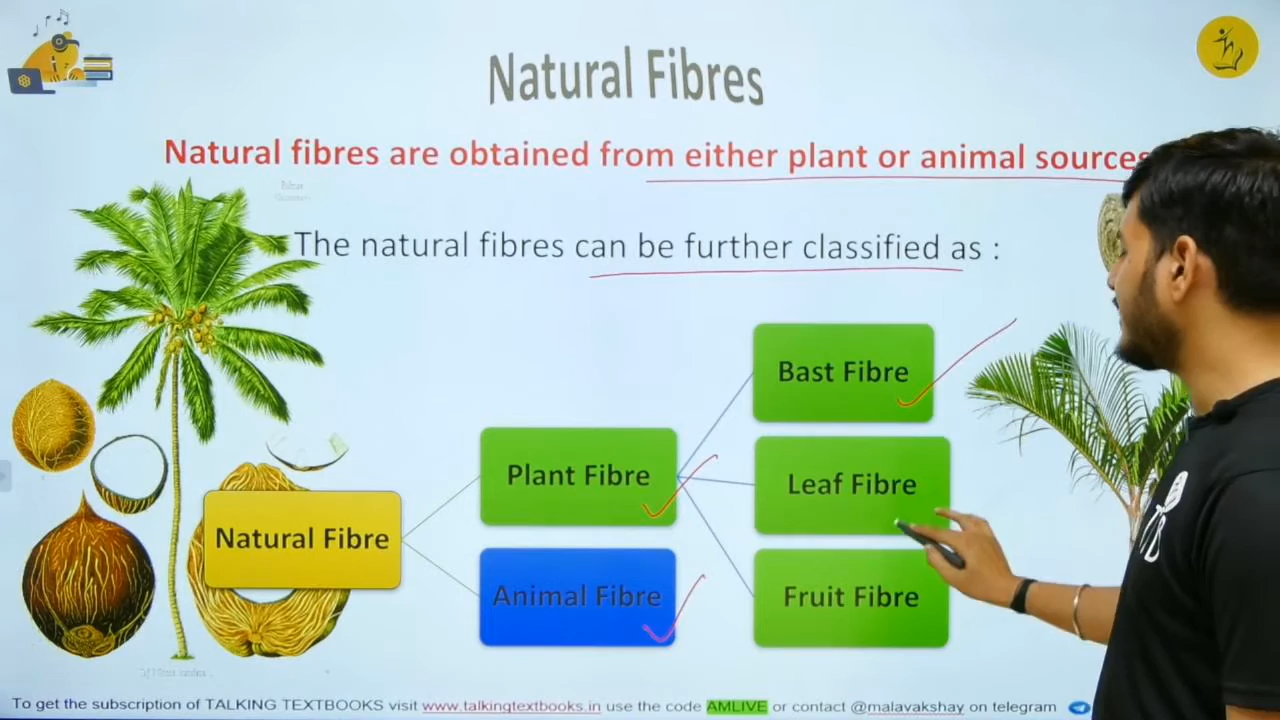 Natural Fibres
Natural fibres are obtained from either plant or animal sources
The natural fibres can be further classified as :
Bast Fibre
Plant Fibre
Leaf Fibre
Natural Fibre
Animal Fibre
Fruit Fibre
To get the subscription of TALKING TEXTBOOKS visit www.talkingtextbooks.in use the code AMLIVE or contact @malavakshay on telegram